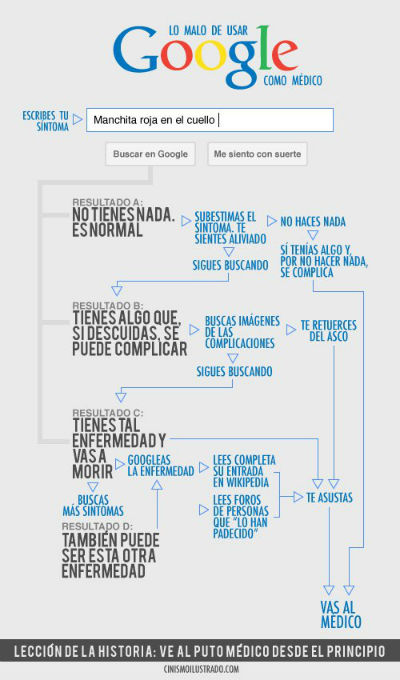 LO MALO DE USAR
Google
COMO MÉDICO
ESCRIBES TU
SÍNTOMA
Manchita roja en el cuello
Buscar en Google
Me siento con suerte
RESULTADO A:
NO TIENES NADA.
ES NORMAL
SUBESTIMAS EL
SÍNTOMA. TE
SIENTES ALIVIADO
NO HACES NADA
SÍ TENÍAS ALGO Y,
POR NO HACER NADA,
SE COMPLICA
SIGUES BUSCANDO
RESULTADO B:
TIENES ALGO QUE,
SI DESCUIDAS, SE
PUEDE COMPLICAR
BUSCAS IMÁGENES
DE LAS
COMPLICACIONES
TE RETUERCES
DEL ASCO
SIGUES BUSCANDO
RESULTADO C:
TIENES TAL
ENFERMEDAD Y
VAS A
MORIR
GOOGLEAS
LA ENFERMEDAD
LEES COMPLETA
SU ENTRADA
EN WIKIPEDIA
LEES FOROS
DE PERSONAS
QUE "LO HAN
PADECIDO"
TE ASUSTAS
BUSCAS
MÁS SÍNTOMAS
RESULTADO D:
TAMBIÉN PUEDE
SER ESTA OTRA
ENFERMEDAD
VAS AL
MÉDICO
LECCIÓN DE LA HISTORIA: VE AL PUTO MÉDICO DESDE EL PRINCIPIO
CINISMOILUSTRADO.COM